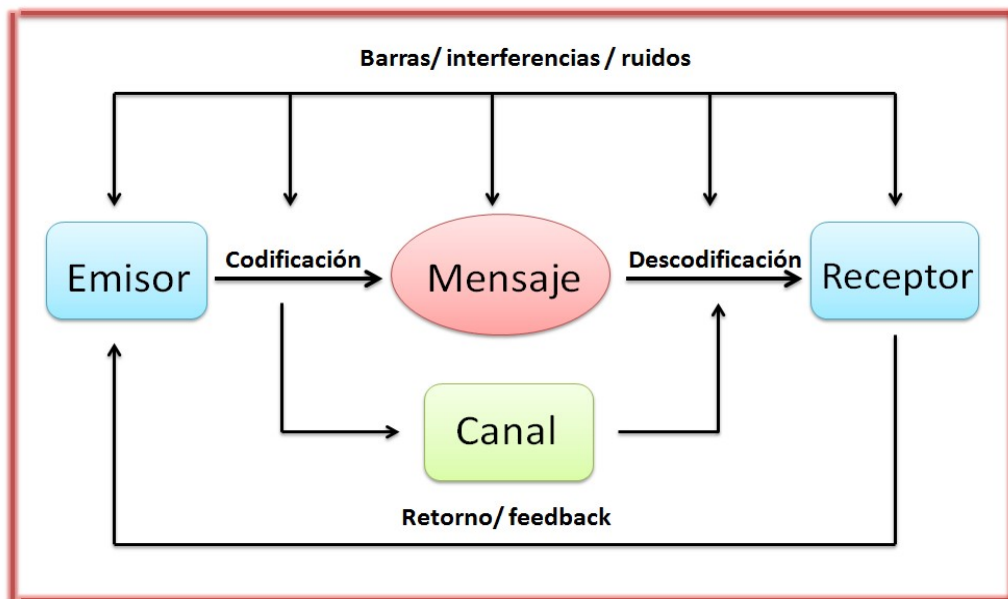 Barras/ interferencias / ruidos
Emisor
Codificación
Mensaje
Descodificación
Receptor
Canal
Retorno/ feedback